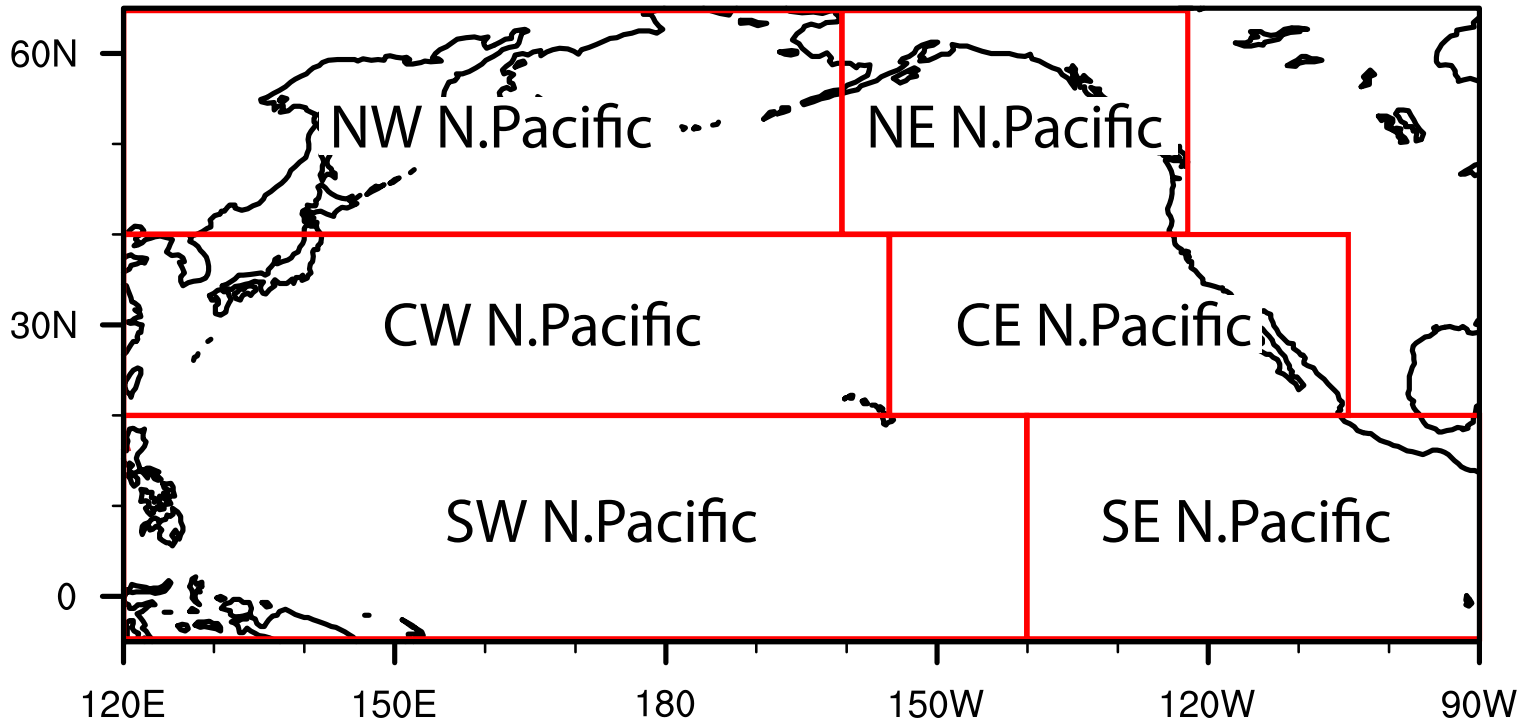 60N
NW N.Pacific
NE N.Pacific
30N
CW N.Pacific
CE N.Pacific
SW N.Pacific
SE N.Pacific
0
120E
150E
180
150W
120W
90W